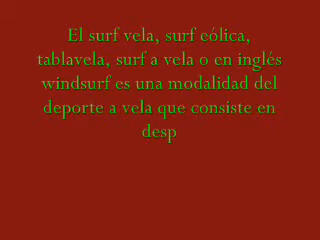 El surf vela, surf eólica,
tablavela, surf a vela o en inglés
windsurf es una modalidad del
deporte a vela que consiste en
desp